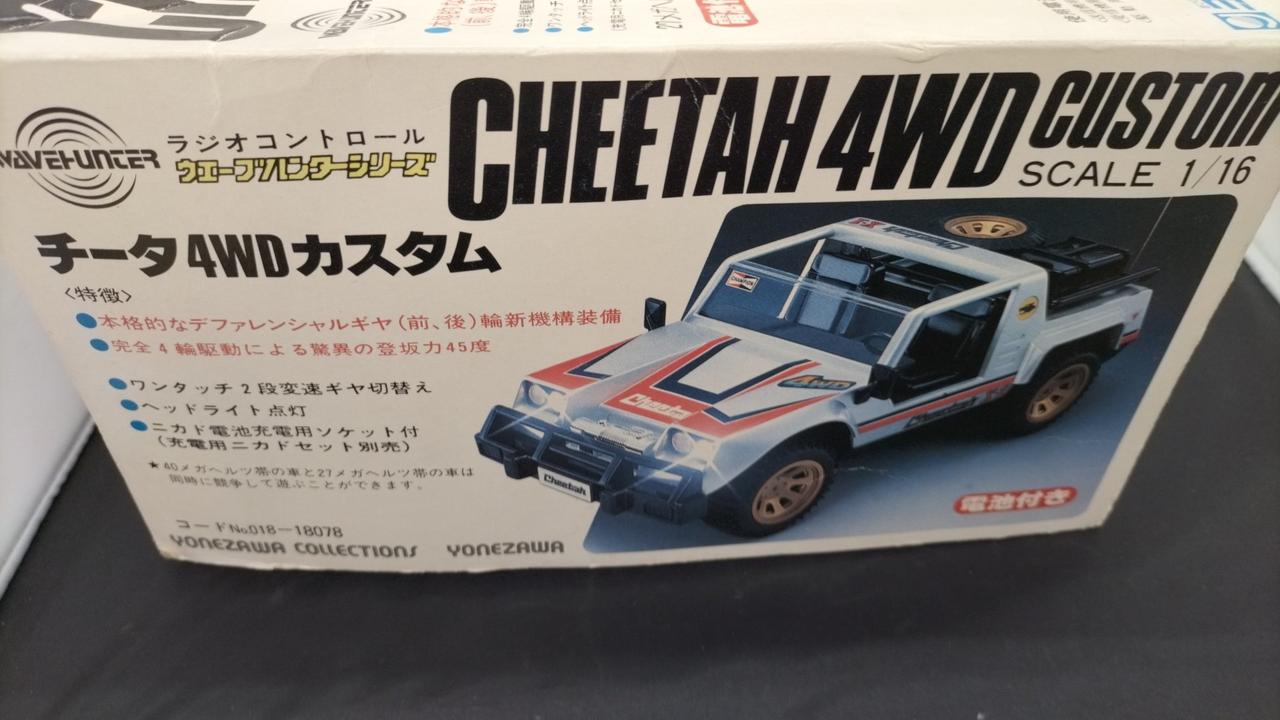 WAVEHUNTER
ラジオコントロール
ウエーブハンターシリーズ
CHEETAH 4WD CUSTOM
SCALE 1/16
チータ4WDカスタム
〈特徴〉
●本格的なデファレンシャルギヤ(前、後)輪新機構装備
●完全4輪駆動による驚異の登坂力45度
●ワンタッチ2段変速ギヤ切替え
●ヘッドライト点灯
●ニカド電池充電用ソケット付
(充電用ニカドセット別売)
★40メガヘルツ帯の車と27メガヘルツ帯の車は
同時に競争して遊ぶことができます。
コードNo.018-18078
YONEZAWA COLLECTIONS YONEZAWA
CHAMPION
Cheetah
4WD
Cheetah
Cheetah
Cheetah
電池付き